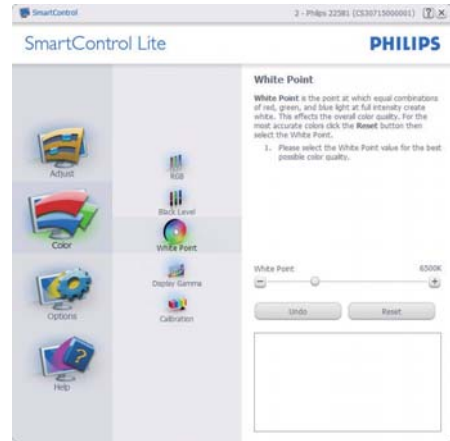 SmartControl
2 - Philips 225B1 (CS30715000001)
SmartControl Lite
PHILIPS
Adjust
Color
Options
Help
RGB
Black Level
White Point
Display Gamma
Calibration
White Point
White Point is the point at which equal combinations
of red, green, and blue light at full intensity create
white. This effects the overall color quality. For the
most accurate colors click the Reset button then
select the White Point.
1. Please select the White Point value for the best
possible color quality.
White Point 6500K
Undo Reset